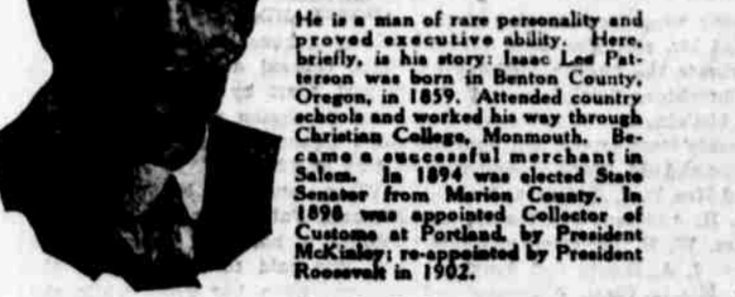 He is a man of rare personality and
proved executive ability. Here,
briefly, is his story: Isaac Lee Pat-
terson was born in Benton County,
Oregon, in 1859. Attended country
schools and worked his way through
Christian College, Monmouth. Be-
came a successful merchant in
Salem. In 1894 was elected State
Senator from Marion County. In
1898 was appointed Collector of
Customs at Portland, by President
McKinley; re-appointed by President
Roosevelt in 1902.